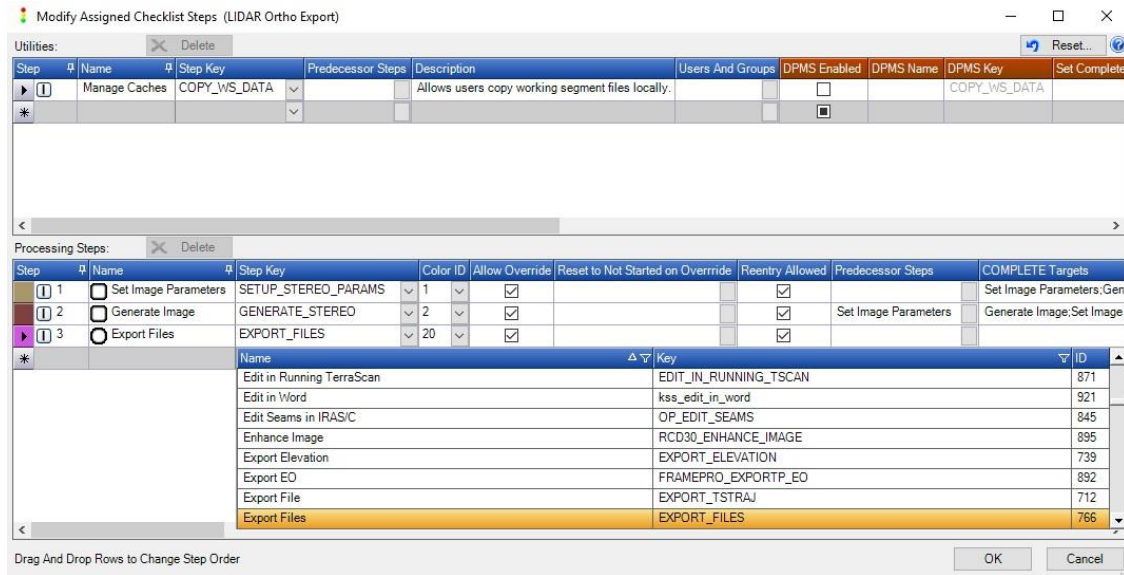 Modify Assigned Checklist Steps (LIDAR Ortho Export)
Utilities: Delete Reset...
Step Name Step Key Predecessor Steps Description Users And Groups DPMS Enabled DPMS Name DPMS Key Set Complete
Manage Caches COPY_WS_DATA Allows users copy working segment files locally. COPY_WS_DATA
Processing Steps: Delete
Step Name Step Key Color ID Allow Override Reset to Not Started on Overrride Reentry Allowed Predecessor Steps COMPLETE Targets
1 Set Image Parameters SETUP_STEREO_PARAMS 1 Set Image Parameters;Gen
2 Generate Image GENERATE_STEREO 2 Set Image Parameters Generate Image;Set Image
3 Export Files EXPORT_FILES 20
Name Key ID
Edit in Running TerraScan EDIT_IN_RUNNING_TSCAN 871
Edit in Word kss_edit_in_word 921
Edit Seams in IRAS/C OP_EDIT_SEAMS 845
Enhance Image RCD30_ENHANCE_IMAGE 895
Export Elevation EXPORT_ELEVATION 739
Export EO FRAMEPRO_EXPORTP_EO 892
Export File EXPORT_TSTRAJ 712
Export Files EXPORT_FILES 766
Drag And Drop Rows to Change Step Order OK Cancel